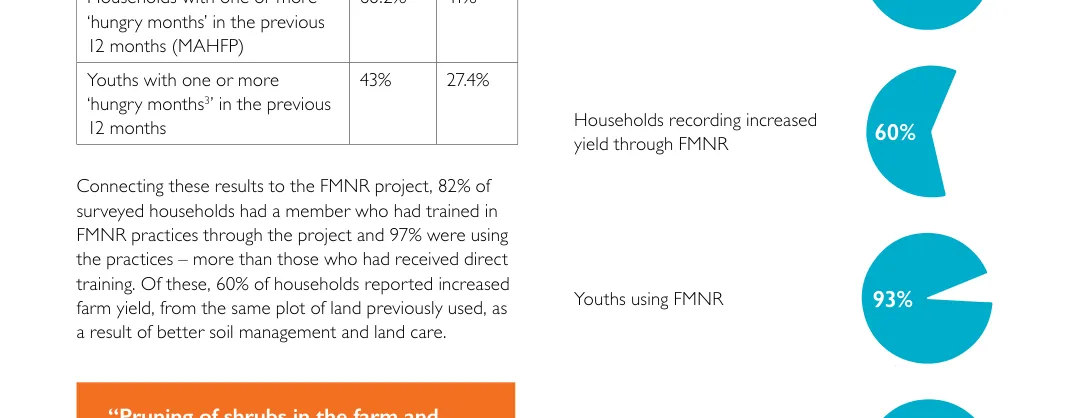 Households with one or more
‘hungry months’ in the previous
12 months (MAHFP)
Youths with one or more
‘hungry months³’ in the previous
12 months
43%
27.4%
Connecting these results to the FMNR project, 82% of
surveyed households had a member who had trained in
FMNR practices through the project and 97% were using
the practices – more than those who had received direct
training. Of these, 60% of households reported increased
farm yield, from the same plot of land previously used, as
a result of better soil management and land care.
“Pruning of shrubs in the farm and
Households recording increased
yield through FMNR
60%
Youths using FMNR
93%